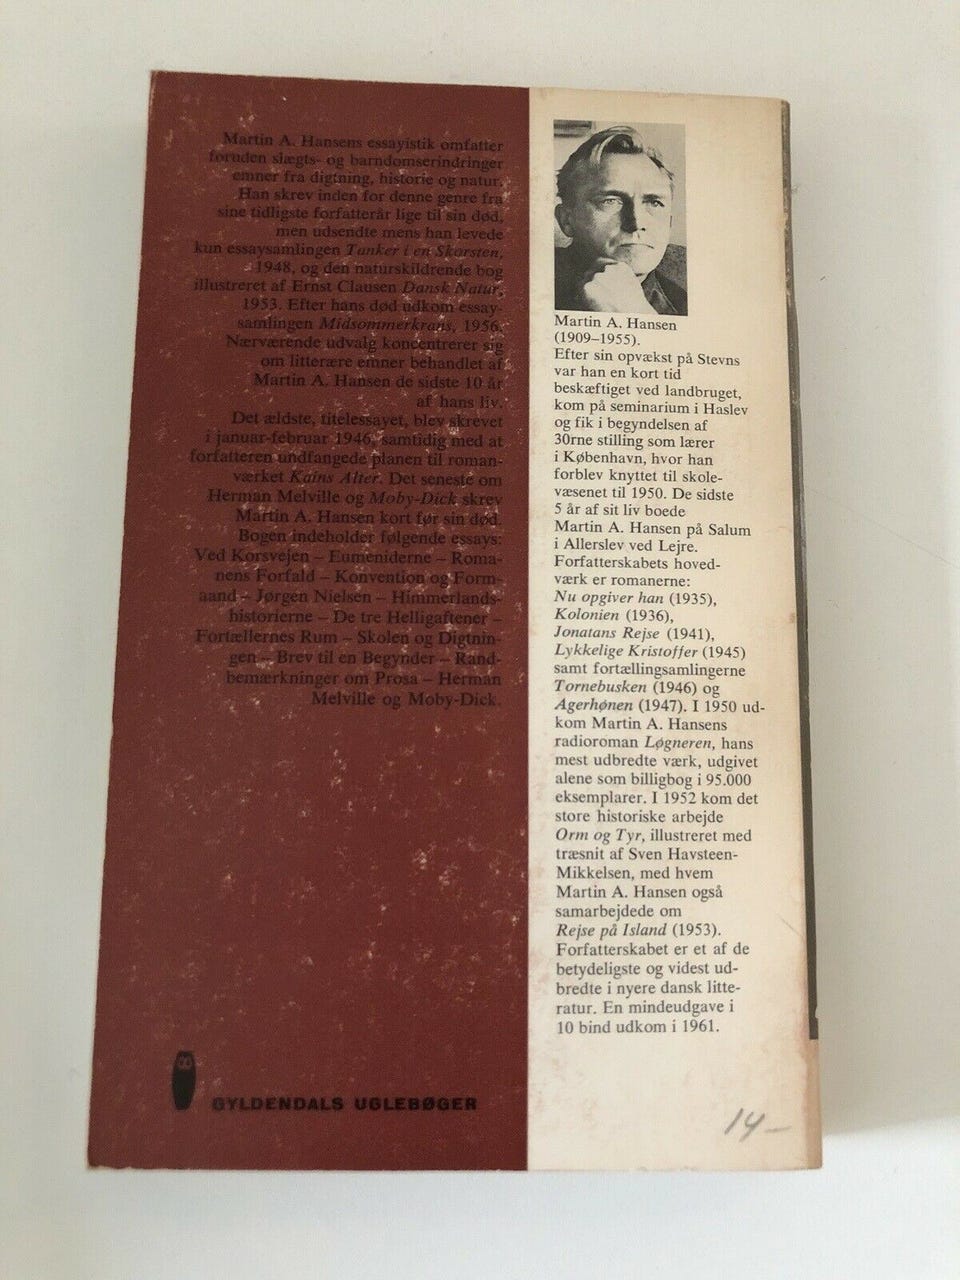 Martin A. Hansens essayistik omfatter
foruden slægts- og barndomserindringer
emner fra digtning, historie og natur.
Han skrev inden for denne genre fra
sine tidligste forfatterår lige til sin død,
men udsendte mens han levede
kun essaysamlingen Tanker i en Skorsten,
1948, og den naturskildrende bog
illustreret af Ernst Clausen Dansk Natur,
1953. Efter hans død udkom essay-
samlingen Midsommerkrans, 1956.
Nærværende udvalg koncentrerer sig
om litterære emner behandlet af
Martin A. Hansen de sidste 10 år
af hans liv.
Det ældste, titelessayet, blev skrevet
i januar-februar 1946, samtidig med at
forfatteren undfangede planen til roman-
værket Kains Alter. Det seneste om
Herman Melville og Moby-Dick skrev
Martin A. Hansen kort før sin død.
Bogen indeholder følgende essays:
Ved Korsvejen – Eumeniderne – Roma-
nens Forfald – Konvention og Form-
aand – Jørgen Nielsen – Himmerlands-
historierne – De tre Helligaftener –
Fortællernes Rum – Skolen og Digtnin-
gen – Brev til en Begynder – Rand-
bemærkninger om Prosa – Herman
Melville og Moby-Dick.
GYLDENDALS UGLEBØGER
Martin A. Hansen
(1909–1955).
Efter sin opvækst på Stevns
var han en kort tid
beskæftiget ved landbruget,
kom på seminarium i Haslev
og fik i begyndelsen af
30rne stilling som lærer
i København, hvor han
forblev knyttet til skole-
væsenet til 1950. De sidste
5 år af sit liv boede
Martin A. Hansen på Salum
i Allerslev ved Lejre.
Forfatterskabets hoved-
værk er romanerne:
Nu opgiver han (1935),
Kolonien (1936),
Jonatans Rejse (1941),
Lykkelige Kristoffer (1945)
samt fortællingsamlingerne
Tornebusken (1946) og
Agerhønen (1947). I 1950 ud-
kom Martin A. Hansens
radioroman Løgneren, hans
mest udbredte værk, udgivet
alene som billigbog i 95.000
eksemplarer. I 1952 kom det
store historiske arbejde
Orm og Tyr, illustreret med
træsnit af Sven Havsteen-
Mikkelsen, med hvem
Martin A. Hansen også
samarbejdede om
Rejse på Island (1953).
Forfatterskabet er et af de
betydeligste og videst ud-
bredte i nyere dansk litte-
ratur. En mindeudgave i
10 bind udkom i 1961.
14–